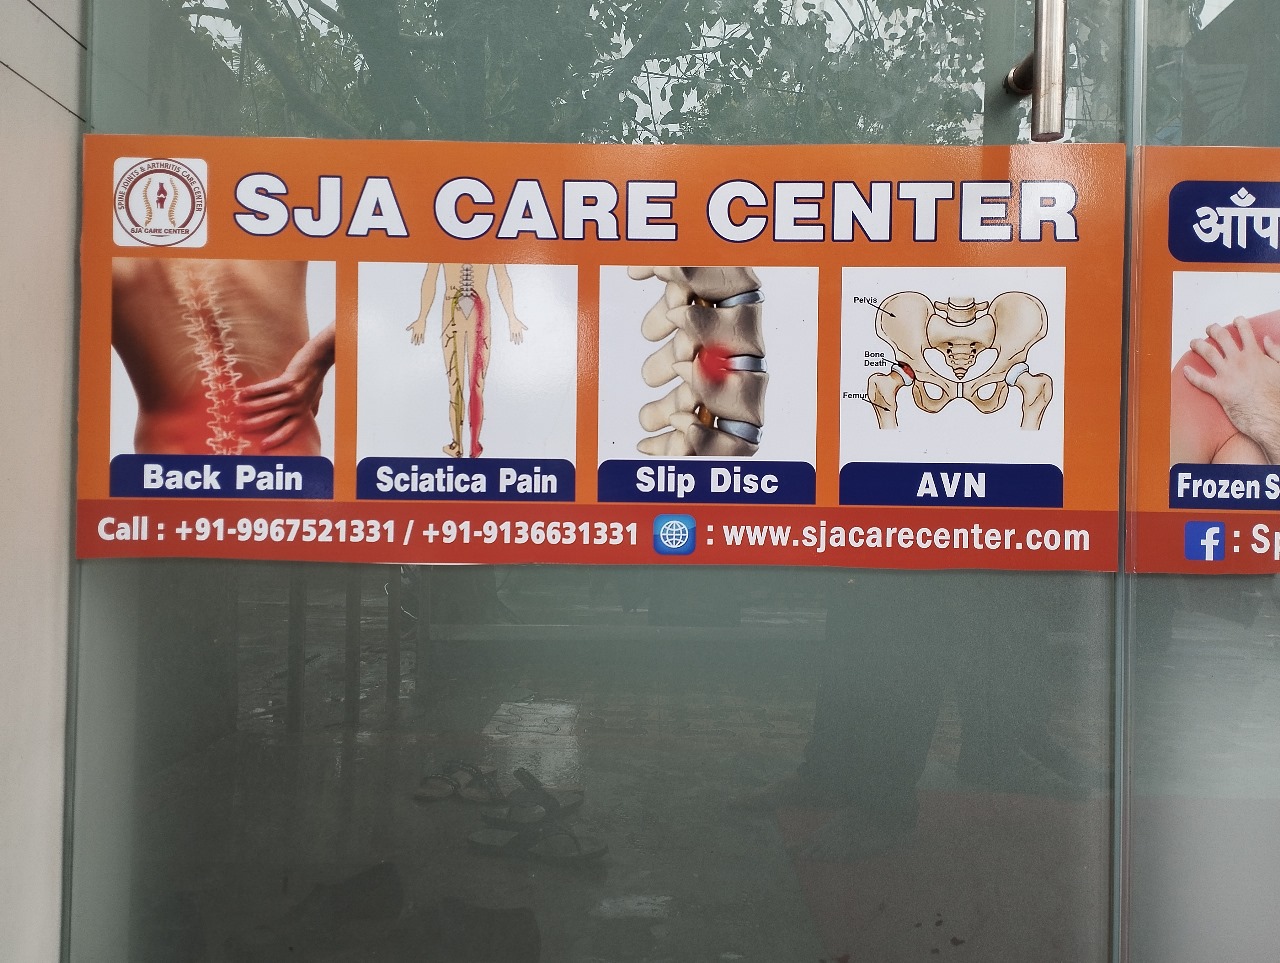 SPINE JOINTS & ARTHRITIS CARE CENTER
SJA CARE CENTER
SJA CARE CENTER
Pelvis
Bone
Death
Femur
Back Pain
Sciatica Pain
Slip Disc
AVN
Call : +91-9967521331 / +91-9136631331 : www.sjacarecenter.com
Frozen
f :